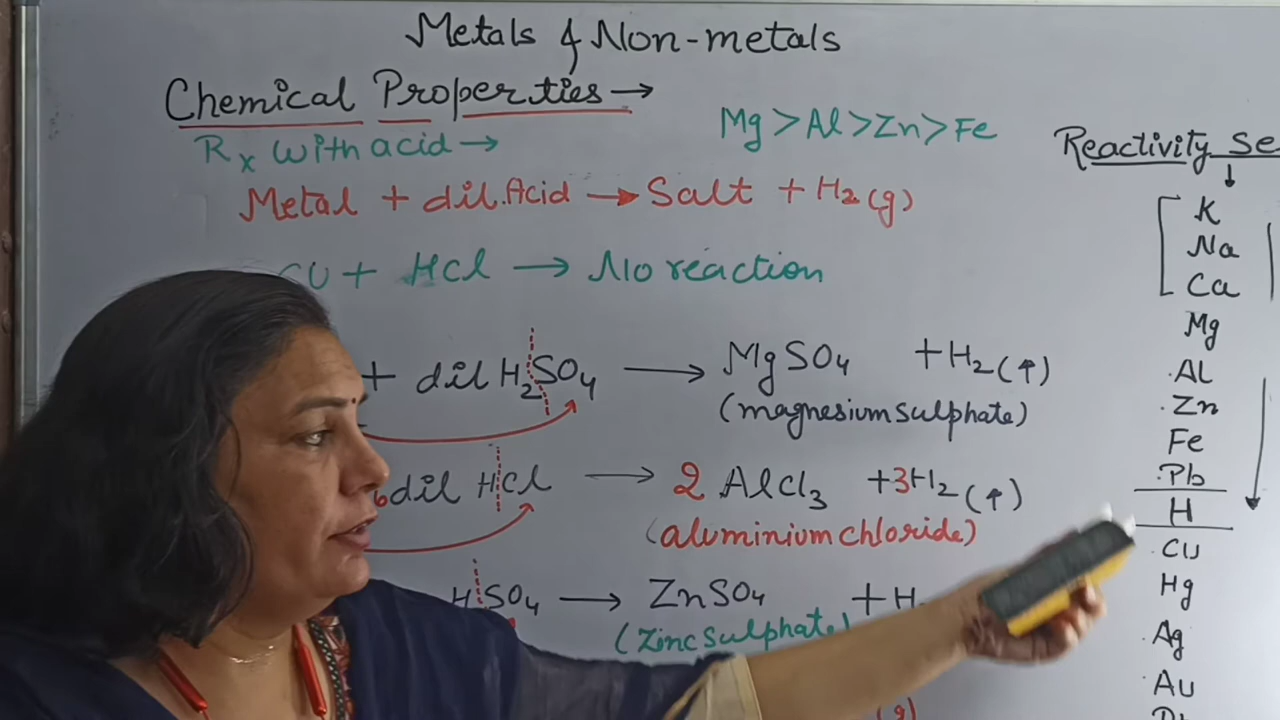 Metals & Non-metals
Chemical Properties →
Rx with acid →
Mg > Al > Zn > Fe
Metal + dil. Acid → Salt + H2 (g)
CU + HCl → No reaction
+ dil H2SO4 → MgSO4 + H2 (↑)
(magnesium sulphate)
6 dil HCl → 2 AlCl3 + 3H2 (↑)
(aluminium chloride)
H SO4 → ZnSO4 + H
(Zinc sulphate)
(g)
Reactivity Se
↓
K
Na
Ca
Mg
Al
Zn
Fe
Pb
H
CU
Hg
Ag
Au